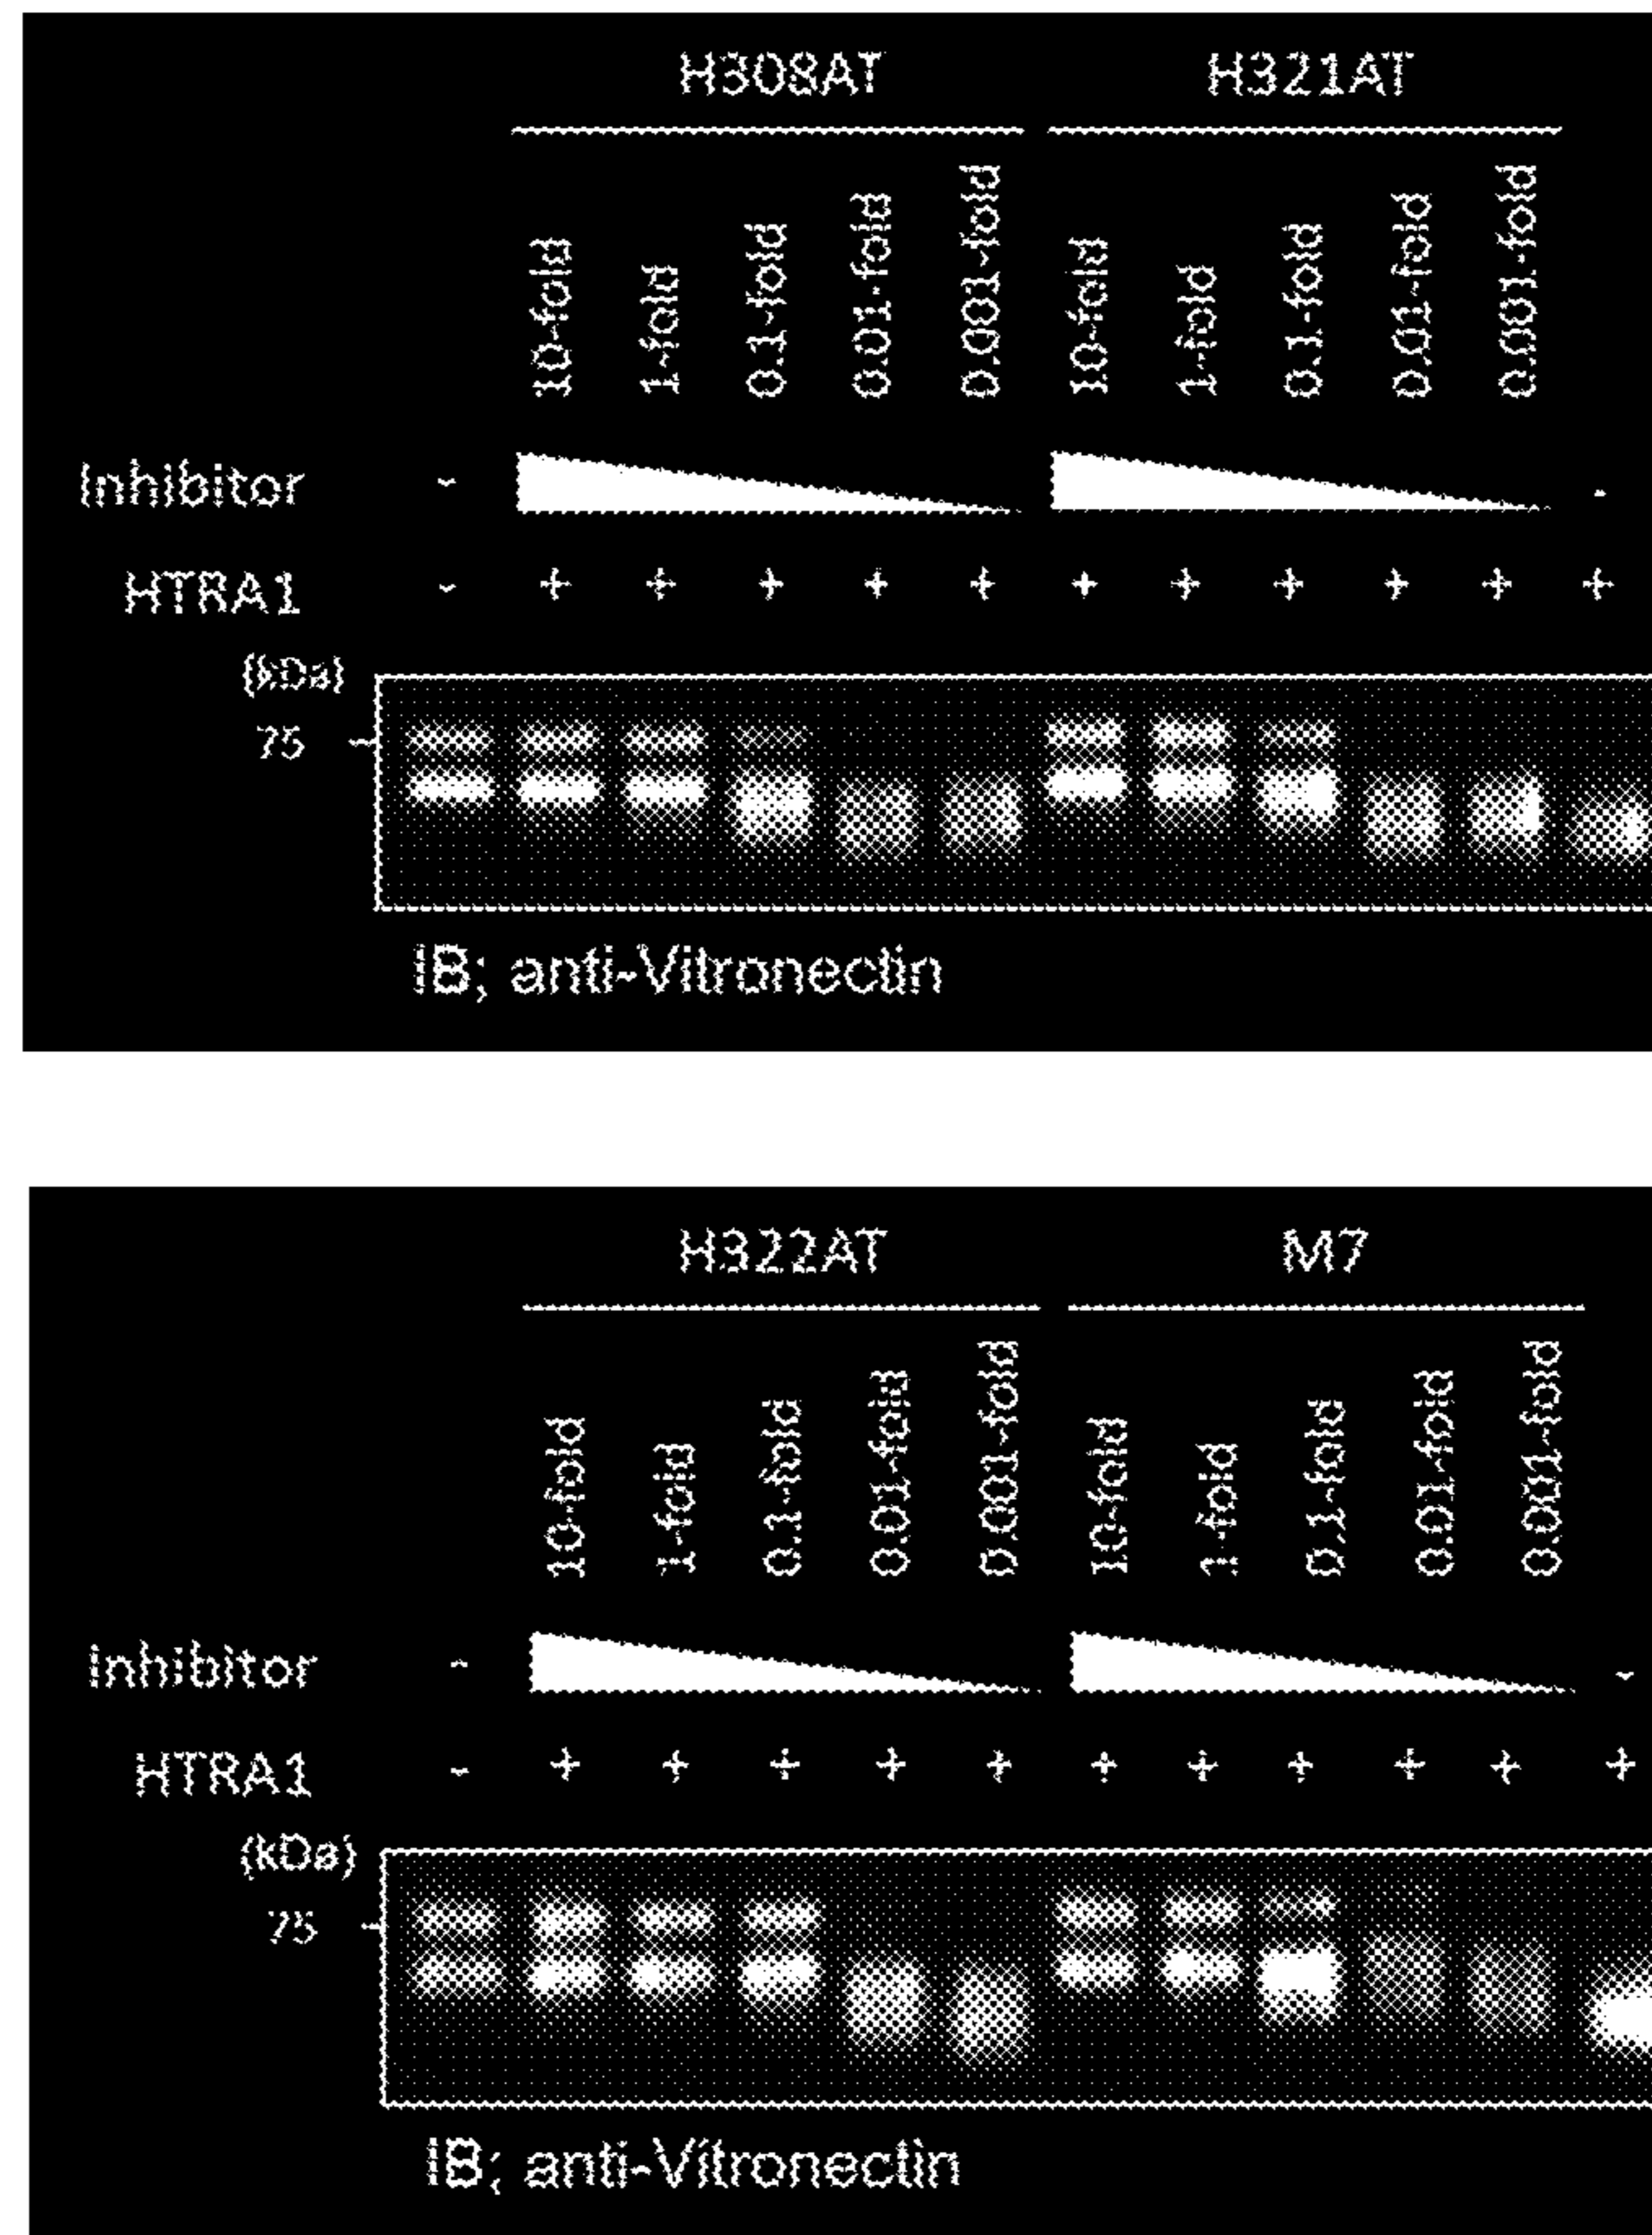 H308AT H321AT
10-fold 1-fold 0.1-fold 0.01-fold 0.001-fold 10-fold 1-fold 0.1-fold 0.01-fold 0.001-fold
Inhibitor - -
HTRA1 - + + + + + + + + + + +
(kDa)
75
IB; anti-Vitronectin
H322AT M7
10-fold 1-fold 0.1-fold 0.01-fold 0.001-fold 10-fold 1-fold 0.1-fold 0.01-fold 0.001-fold
Inhibitor - -
HTRA1 - + + + + + + + + + + +
(kDa)
75
IB; anti-Vitronectin